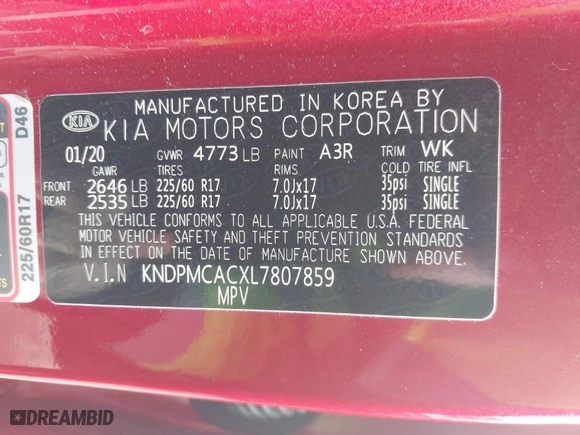 MANUFACTURED IN KOREA BY
KIA KIA MOTORS CORPORATION
01/20 GVWR 4773 LB PAINT A3R TRIM WK
GAWR TIRES RIMS COLD TIRE INFL
FRONT 2646 LB 225/60 R17 7.0Jx17 35psi SINGLE
REAR 2535 LB 225/60 R17 7.0Jx17 35psi SINGLE
THIS VEHICLE CONFORMS TO ALL APPLICABLE U.S.A. FEDERAL
MOTOR VEHICLE SAFETY AND THEFT PREVENTION STANDARDS
IN EFFECT ON THE DATE OF MANUFACTURE SHOWN ABOVE.
V.I.N KNDPMCACXL7807859
MPV
D46
225/60R17
DREAMBID